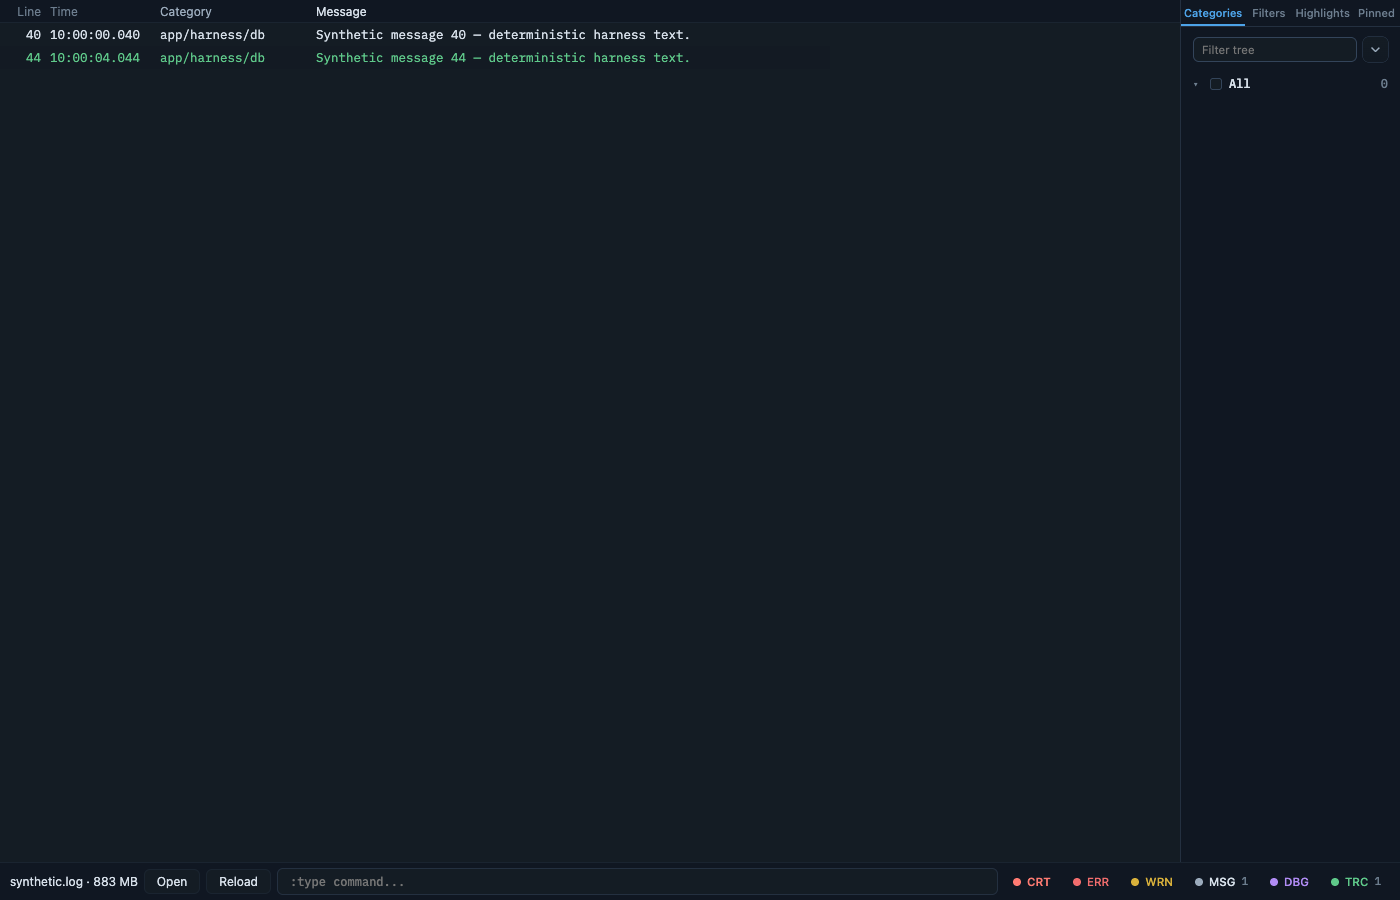 Line Time Category Message
40 10:00:00.040 app/harness/db Synthetic message 40 — deterministic harness text.
44 10:00:04.044 app/harness/db Synthetic message 44 — deterministic harness text.
Categories Filters Highlights Pinned
Filter tree
All 0
synthetic.log · 883 MB Open Reload :type command... CRT ERR WRN MSG 1 DBG TRC 1